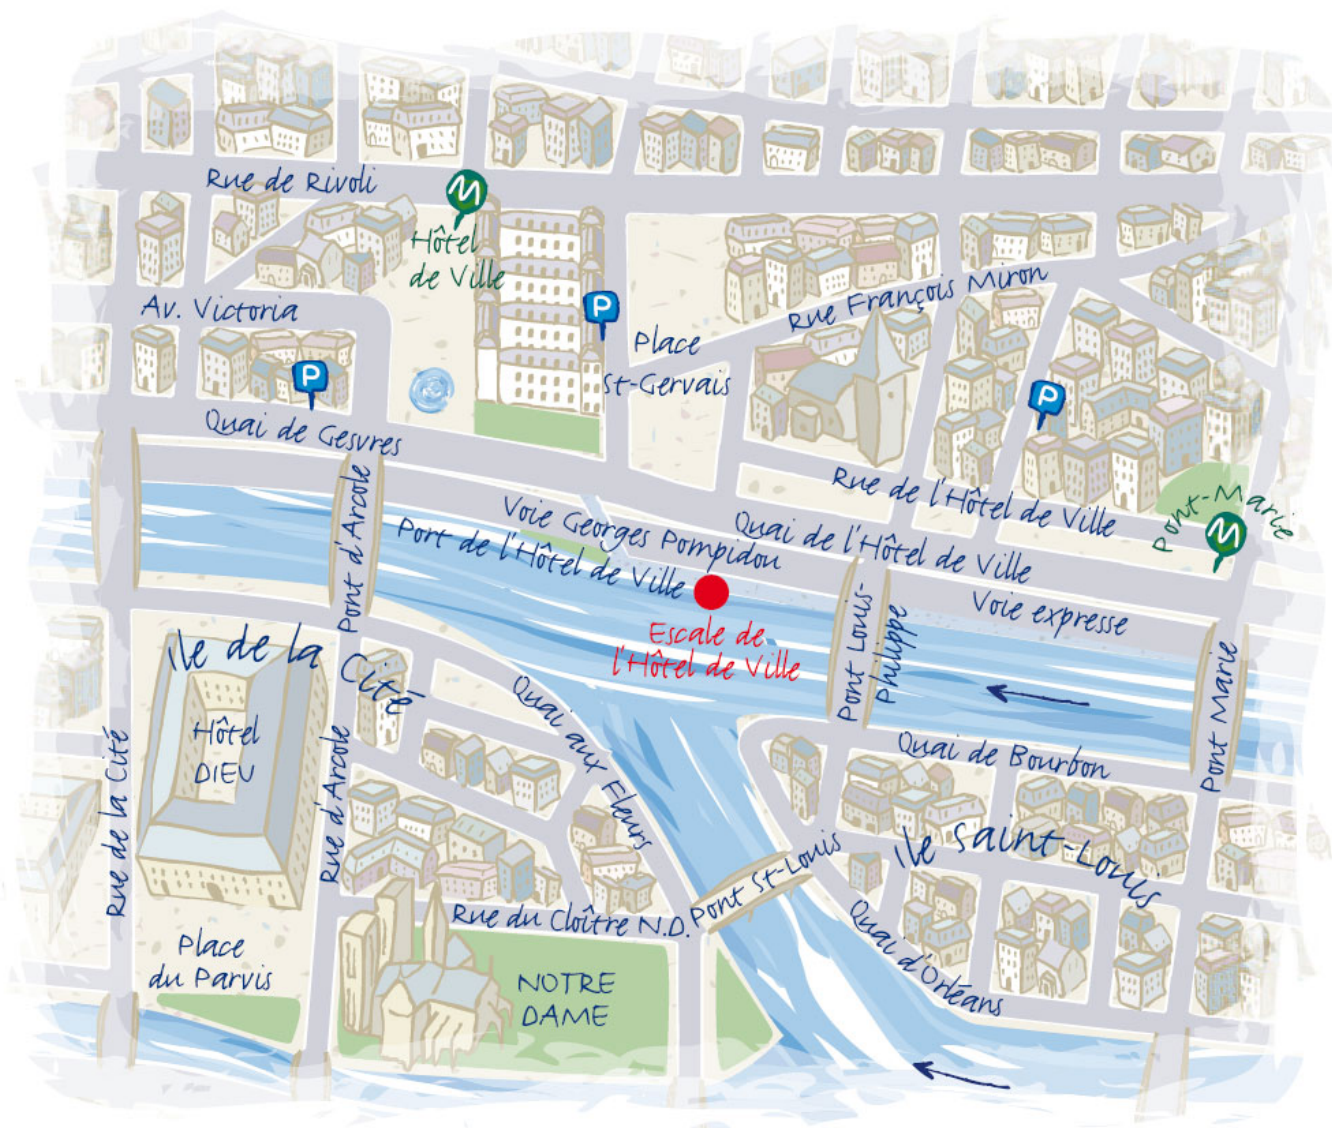 Rue de Rivoli
M
Hôtel
de Ville
Av. Victoria
P
Place
St-Gervais
Rue François Miron
P
P
Quai de Gesvres
Pont d'Arcole
Voie Georges Pompidou
Port de l'Hôtel de Ville
Quai de l'Hôtel de Ville
Rue de l'Hôtel de Ville
Pont-Marie
M
Voie expresse
Escale de
l'Hôtel de Ville
Pont Louis-
Philippe
Pont Marie
Ile de la Cité
Hôtel
DIEU
Rue de la Cité
Rue d'Arcole
Quai aux Fleurs
Quai de Bourbon
Ile Saint-Louis
Pont St-Louis
Rue du Cloître N.D.
Quai d'Orléans
Place
du Parvis
NOTRE
DAME